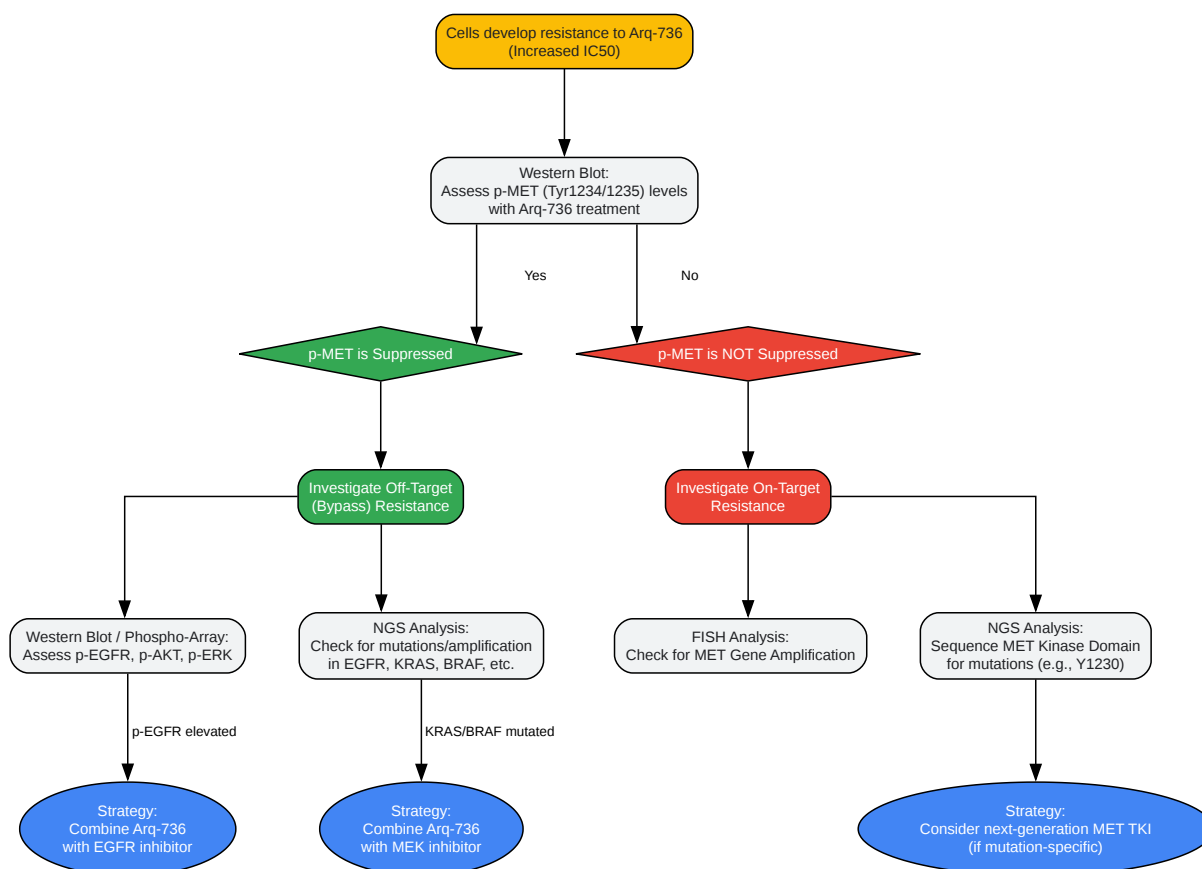 Cells develop resistance to Arq-736
(Increased IC50)
Western Blot:
Assess p-MET (Tyr1234/1235) levels
with Arq-736 treatment
Yes
No
p-MET is Suppressed
p-MET is NOT Suppressed
Investigate Off-Target
(Bypass) Resistance
Investigate On-Target
Resistance
Western Blot / Phospho-Array:
Assess p-EGFR, p-AKT, p-ERK
NGS Analysis:
Check for mutations/amplification
in EGFR, KRAS, BRAF, etc.
FISH Analysis:
Check for MET Gene Amplification
NGS Analysis:
Sequence MET Kinase Domain
for mutations (e.g., Y1230)
p-EGFR elevated
KRAS/BRAF mutated
Strategy:
Combine Arq-736
with EGFR inhibitor
Strategy:
Combine Arq-736
with MEK inhibitor
Strategy:
Consider next-generation MET TKI
(if mutation-specific)